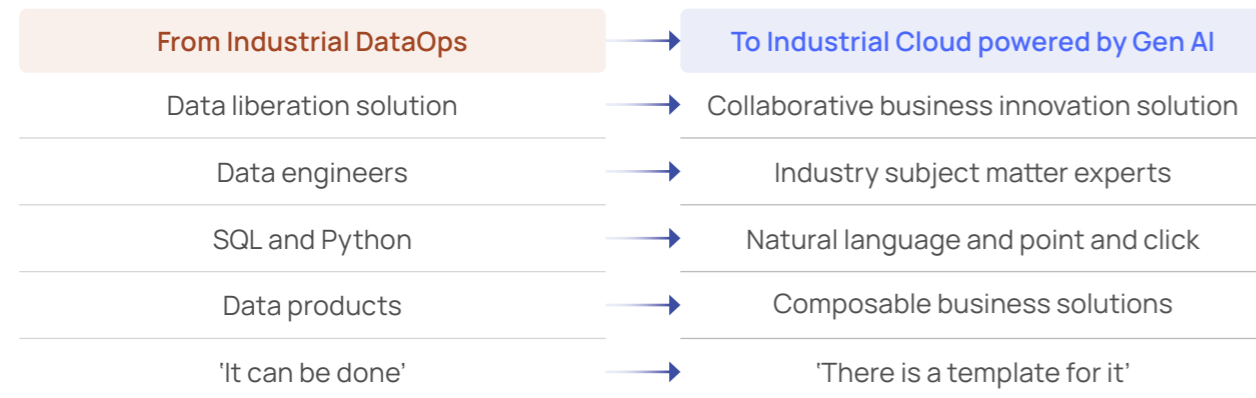 From Industrial DataOps
To Industrial Cloud powered by Gen AI
Data liberation solution
Collaborative business innovation solution
Data engineers
Industry subject matter experts
SQL and Python
Natural language and point and click
Data products
Composable business solutions
‘It can be done’
‘There is a template for it’